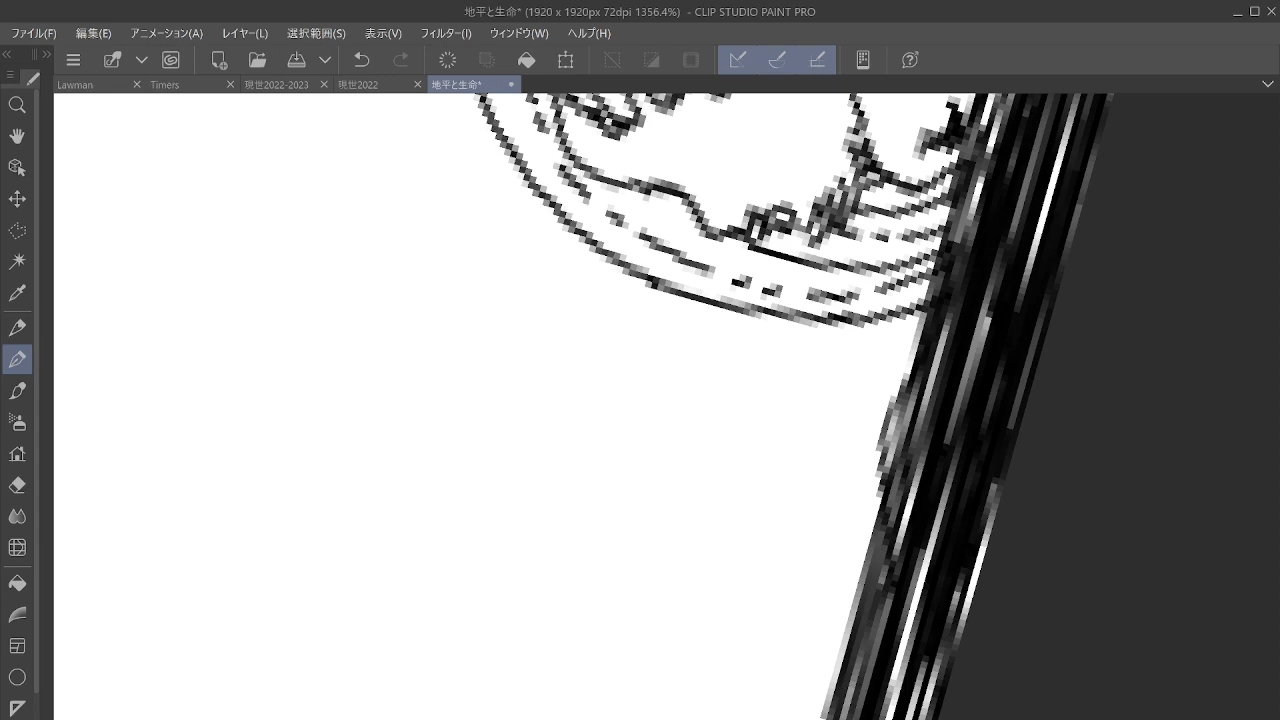 地平と生命* (1920 x 1920px 72dpi 1356.4%) - CLIP STUDIO PAINT PRO
ファイル(F) 編集(E) アニメーション(A) レイヤー(L) 選択範囲(S) 表示(V) フィルター(I) ウィンドウ(W) ヘルプ(H)
Lawman Timers 現世2022-2023 現世2022 地平と生命*